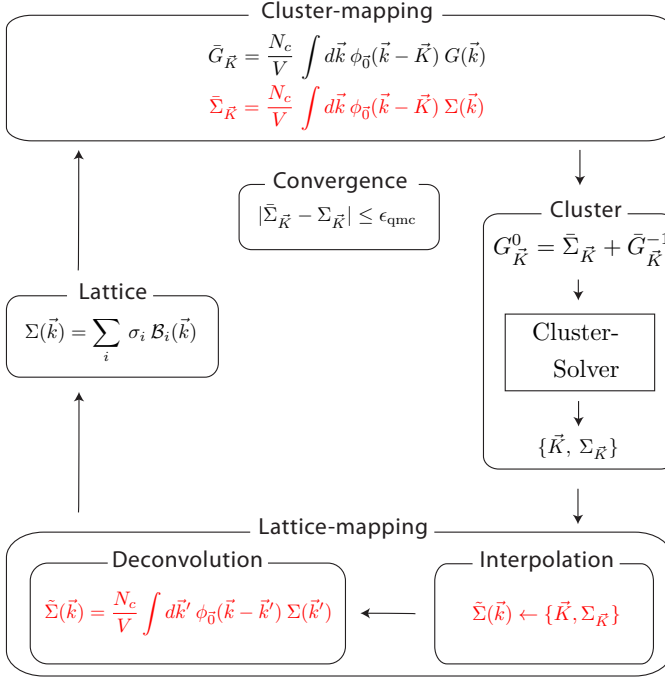 Cluster-mapping
$\bar{G}_{\vec{K}} = \frac{N_c}{V} \int d\vec{k}\, \phi_{\vec{0}}(\vec{k} - \vec{K})\, G(\vec{k})$
$\bar{\Sigma}_{\vec{K}} = \frac{N_c}{V} \int d\vec{k}\, \phi_{\vec{0}}(\vec{k} - \vec{K})\, \Sigma(\vec{k})$
Convergence
$|\bar{\Sigma}_{\vec{K}} - \Sigma_{\vec{K}}| \leq \epsilon_{\rm qmc}$
Cluster
$G^0_{\vec{K}} = \bar{\Sigma}_{\vec{K}} + \bar{G}^{-1}_{\vec{K}}$
Cluster-
Solver
$\{\vec{K}, \Sigma_{\vec{K}}\}$
Lattice
$\Sigma(\vec{k}) = \sum_i \sigma_i\, \mathcal{B}_i(\vec{k})$
Lattice-mapping
Deconvolution
$\tilde{\Sigma}(\vec{k}) = \frac{N_c}{V} \int d\vec{k}'\, \phi_{\vec{0}}(\vec{k} - \vec{k}')\, \Sigma(\vec{k}')$
Interpolation
$\tilde{\Sigma}(\vec{k}) \leftarrow \{\vec{K}, \Sigma_{\vec{K}}\}$